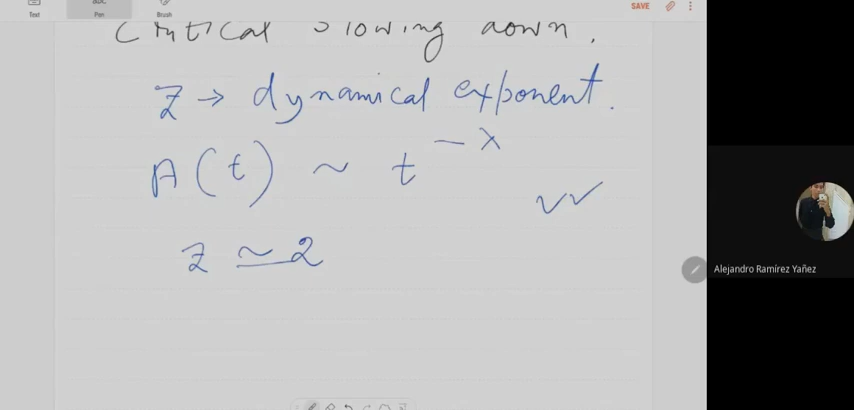 SAVE
Text Pen Brush
critical slowing down.
z → dynamical exponent.
A(t) ~ t^-x
z ≃ 2
Alejandro Ramírez Yañez